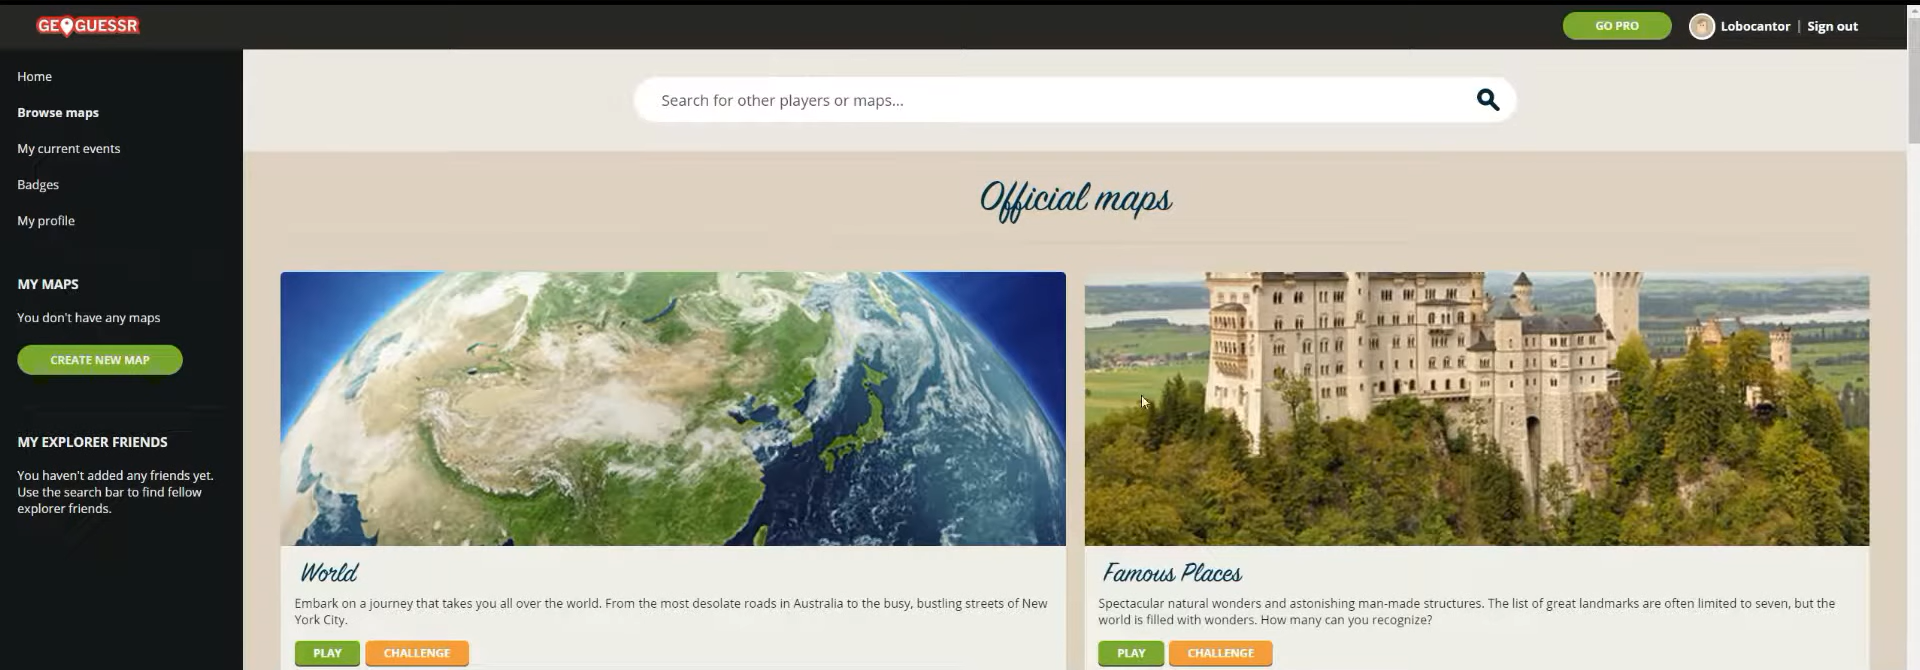 GEOGUESSR
GO PRO
Lobocantor | Sign out
Home
Browse maps
My current events
Badges
My profile
MY MAPS
You don't have any maps
CREATE NEW MAP
MY EXPLORER FRIENDS
You haven't added any friends yet.
Use the search bar to find fellow
explorer friends.
Search for other players or maps...
Official maps
World
Embark on a journey that takes you all over the world. From the most desolate roads in Australia to the busy, bustling streets of New
York City.
PLAY CHALLENGE
Famous Places
Spectacular natural wonders and astonishing man-made structures. The list of great landmarks are often limited to seven, but the
world is filled with wonders. How many can you recognize?
PLAY CHALLENGE